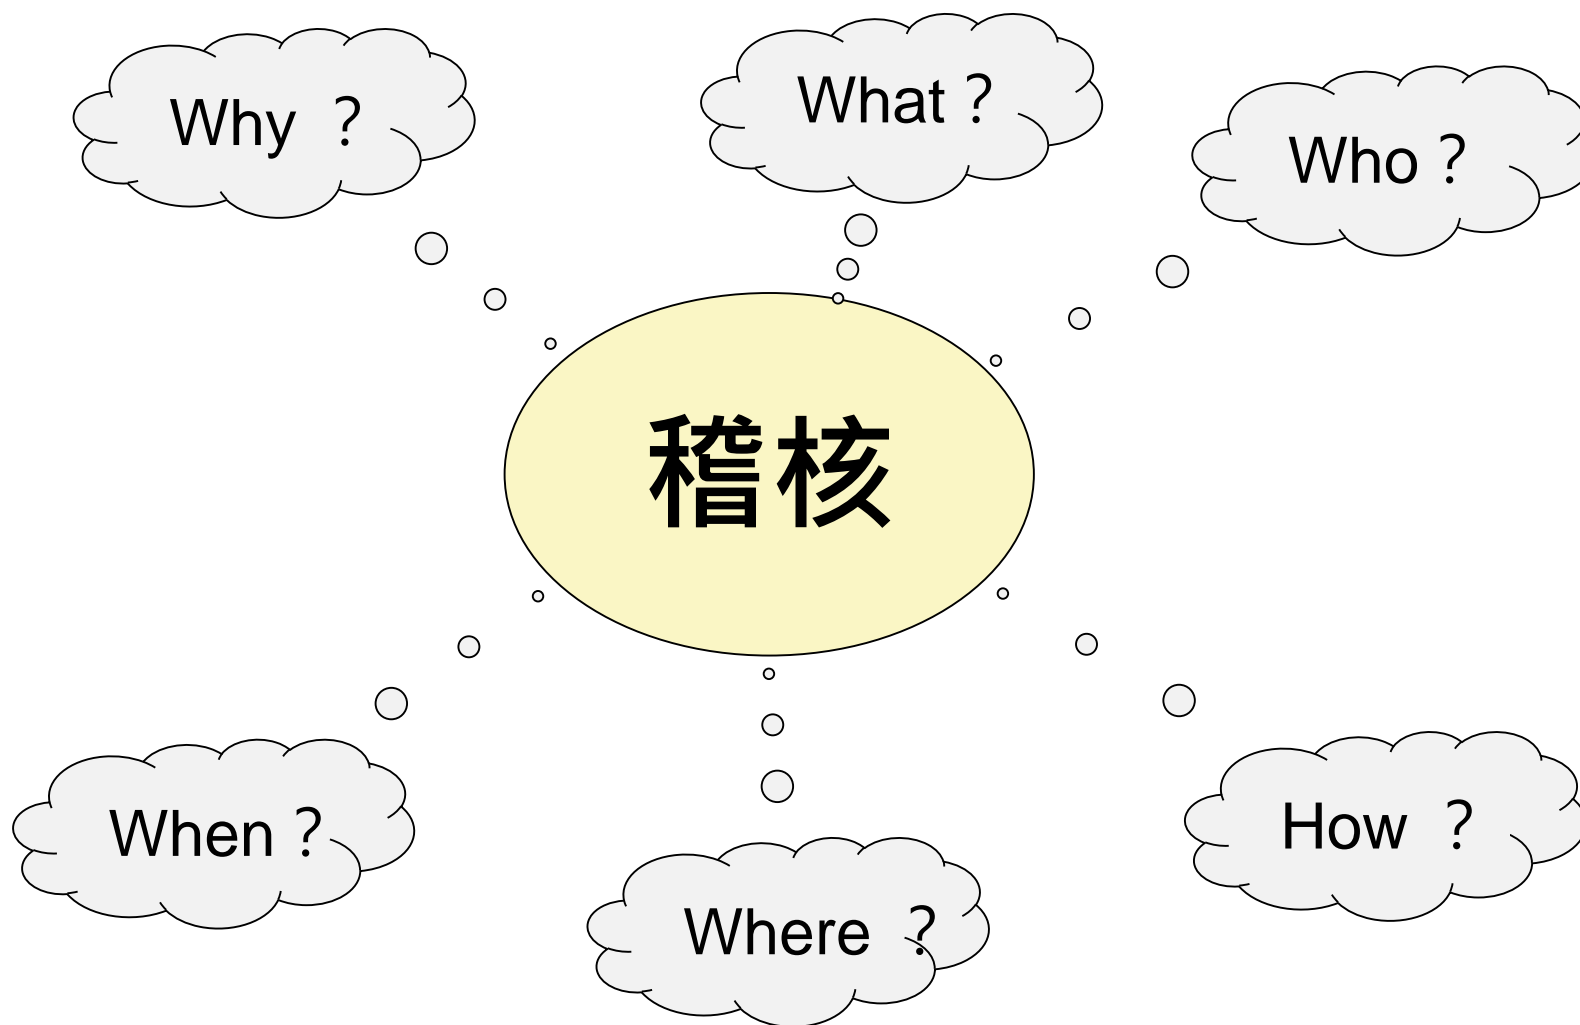 Why ？
What？
Who？
稽核
When？
Where ？
How ？